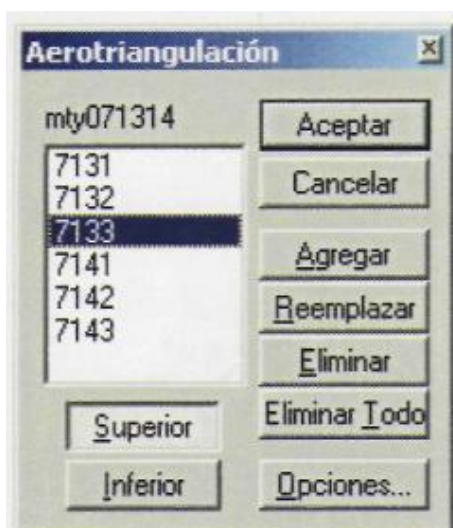 Aerotriangulación
mty071314
7131
7132
7133
7141
7142
7143
Superior
Inferior
Aceptar
Cancelar
Agregar
Reemplazar
Eliminar
Eliminar Todo
Opciones...